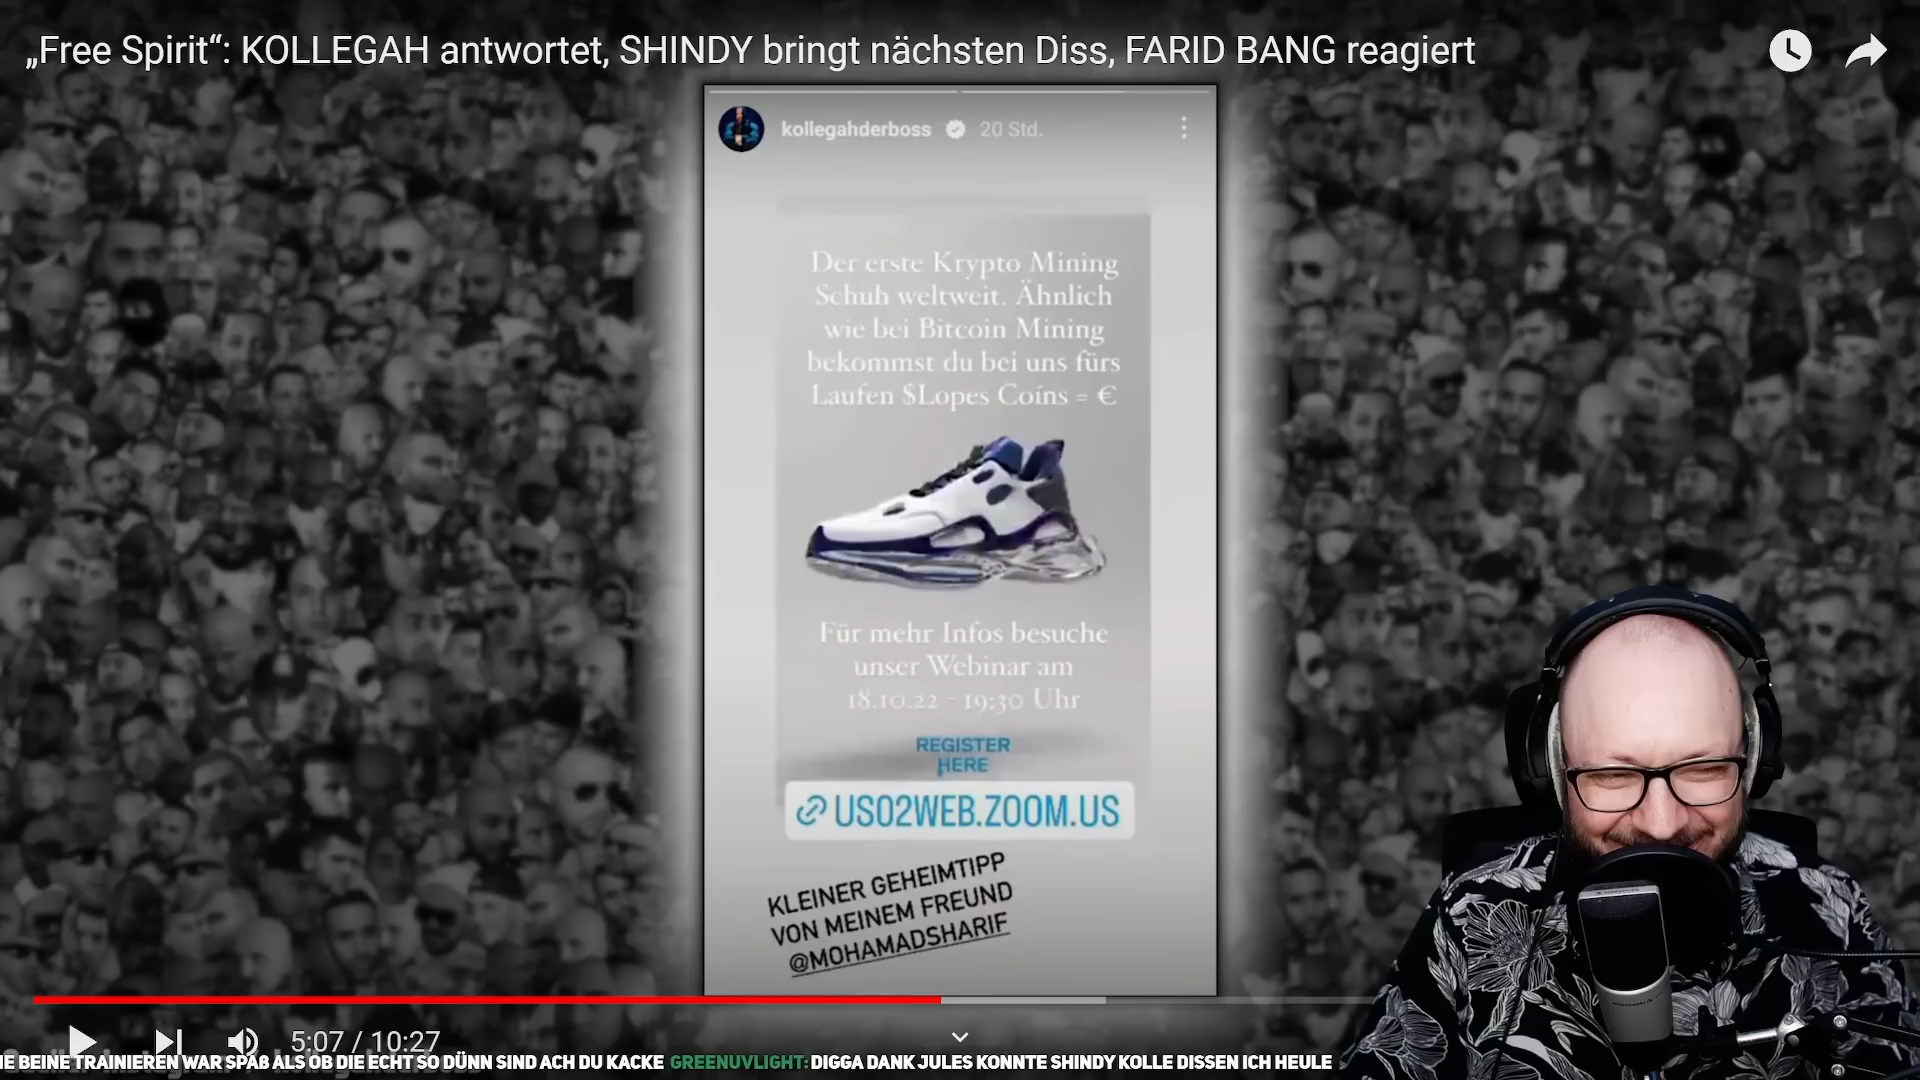 „Free Spirit“: KOLLEGAH antwortet, SHINDY bringt nächsten Diss, FARID BANG reagiert
kollegahderboss 20 Std.
Der erste Krypto Mining
Schuh weltweit. Ähnlich
wie bei Bitcoin Mining
bekommst du bei uns fürs
Laufen $Lopes Coins = €
Für mehr Infos besuche
unser Webinar am
18.10.22 - 19:30 Uhr
REGISTER
HERE
US02WEB.ZOOM.US
KLEINER GEHEIMTIPP
VON MEINEM FREUND
@MOHAMADSHARIF
5:07 / 10:27
BEINE TRAINIEREN WAR SPAß ALS OB DIE ECHT SO DÜNN SIND ACH DU KACKE GREENUVLIGHT: DIGGA DANK JULES KONNTE SHINDY KOLLE DISSEN ICH HEULE